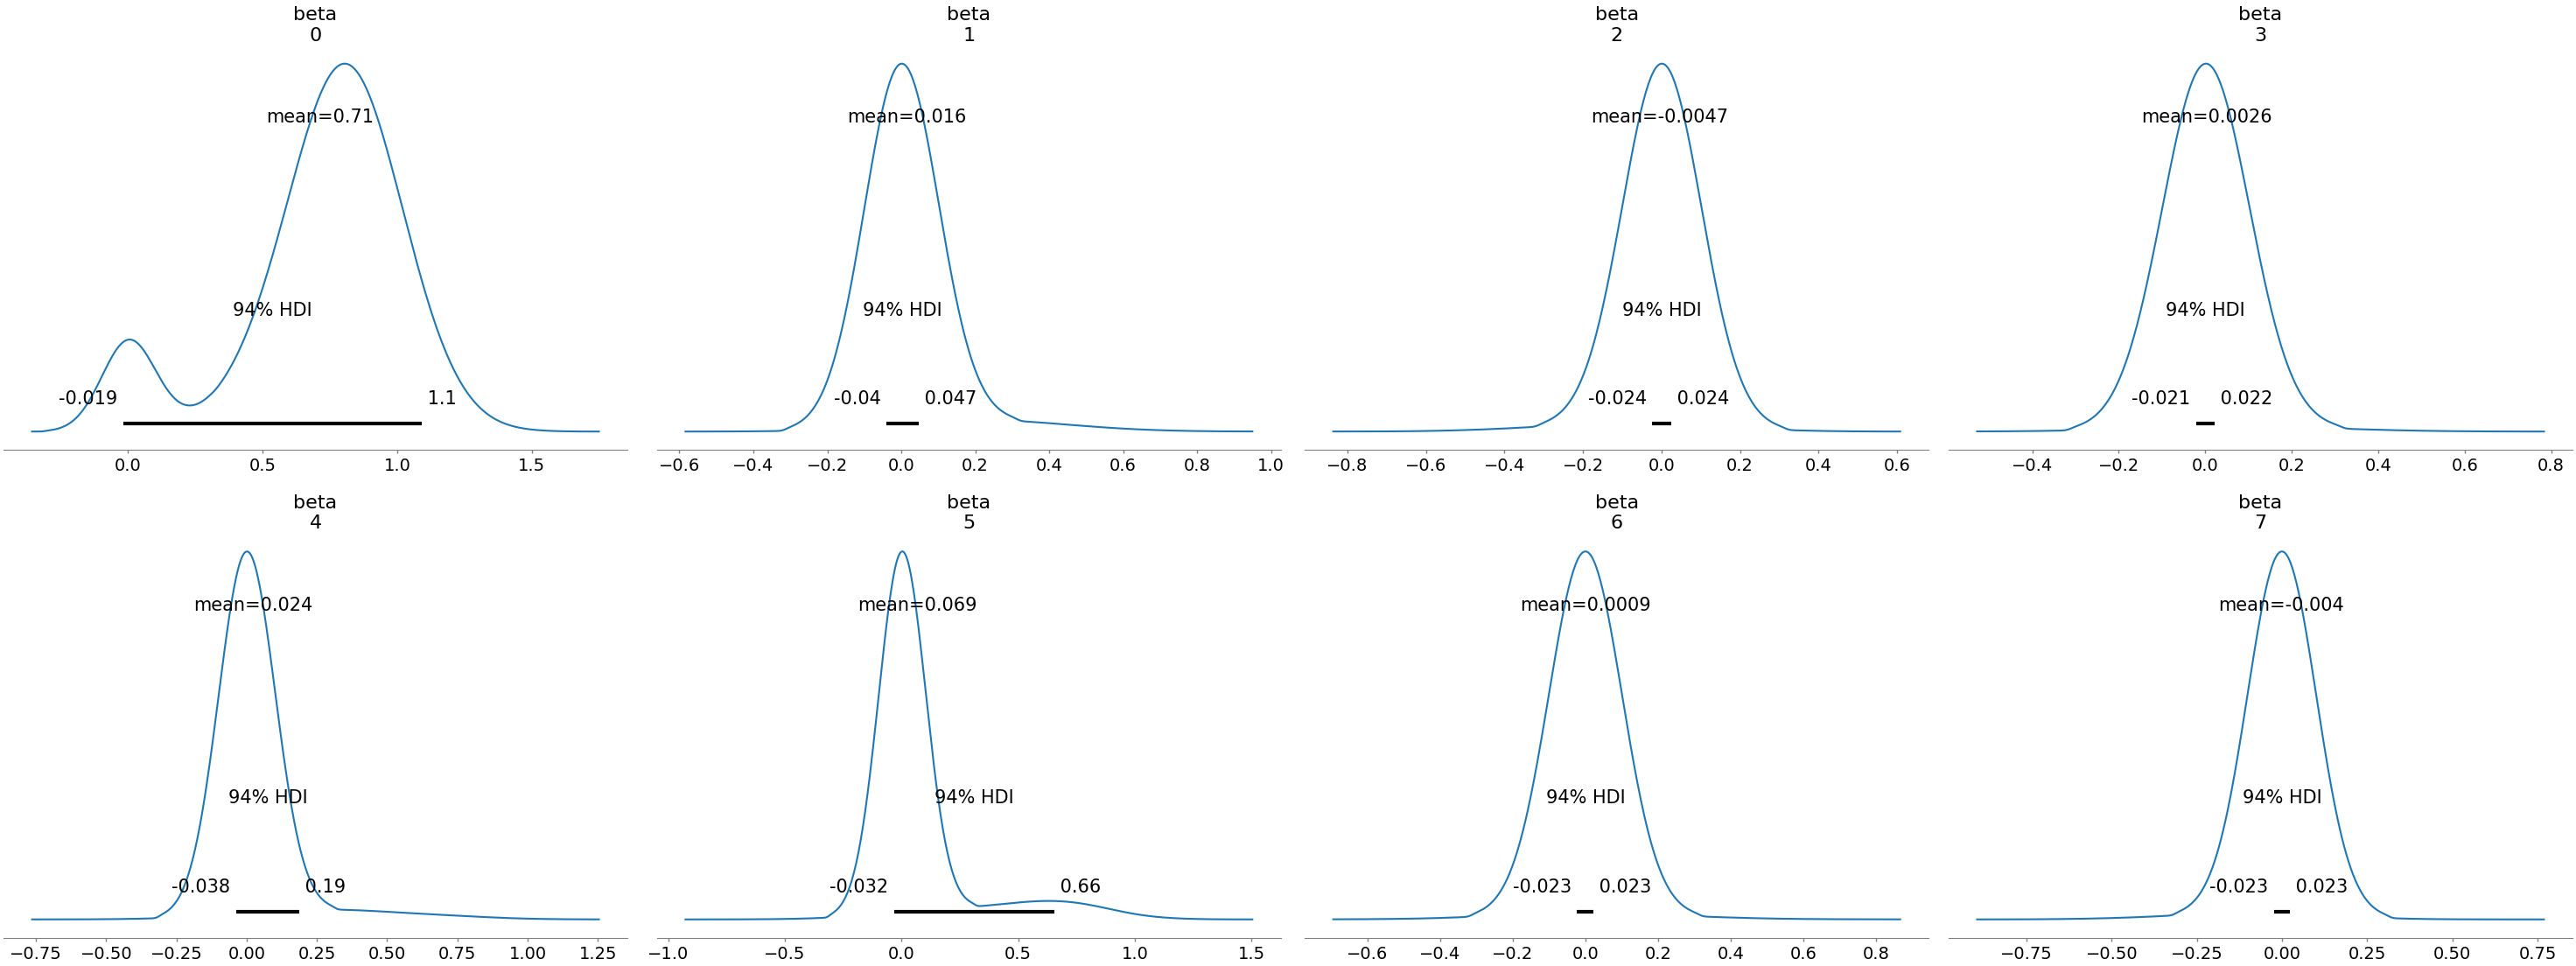 beta
0
mean=0.71
94% HDI
-0.019 1.1
0.0 0.5 1.0 1.5
beta
1
mean=0.016
94% HDI
-0.04 0.047
−0.6 −0.4 −0.2 0.0 0.2 0.4 0.6 0.8 1.0
beta
2
mean=-0.0047
94% HDI
-0.024 0.024
−0.8 −0.6 −0.4 −0.2 0.0 0.2 0.4 0.6
beta
3
mean=0.0026
94% HDI
-0.021 0.022
−0.4 −0.2 0.0 0.2 0.4 0.6 0.8
beta
4
mean=0.024
94% HDI
-0.038 0.19
−0.75 −0.50 −0.25 0.00 0.25 0.50 0.75 1.00 1.25
beta
5
mean=0.069
94% HDI
-0.032 0.66
−1.0 −0.5 0.0 0.5 1.0 1.5
beta
6
mean=0.0009
94% HDI
-0.023 0.023
−0.6 −0.4 −0.2 0.0 0.2 0.4 0.6 0.8
beta
7
mean=-0.004
94% HDI
-0.023 0.023
−0.75 −0.50 −0.25 0.00 0.25 0.50 0.75